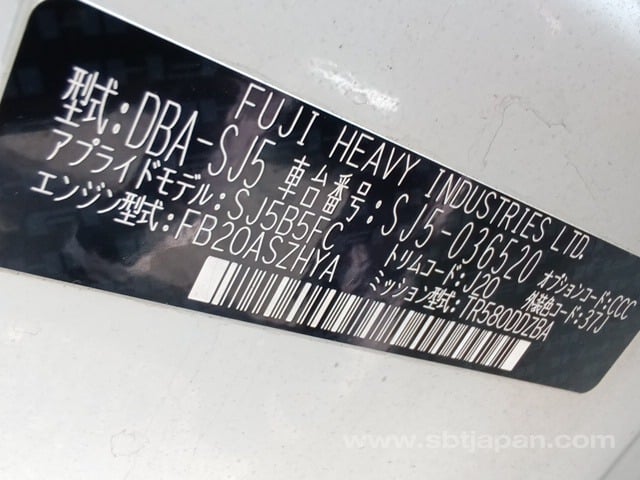 FUJI HEAVY INDUSTRIES LTD.
型式:DBA-SJ5 車台番号:SJ5-036520
アプライドモデル:SJ5B5FC トリムコード:J20 オプションコード:CCC
エンジン型式:FB20ASZHYA ミッション型式:TR580DDZBA 外装色コード:37J
www.sbtjapan.com